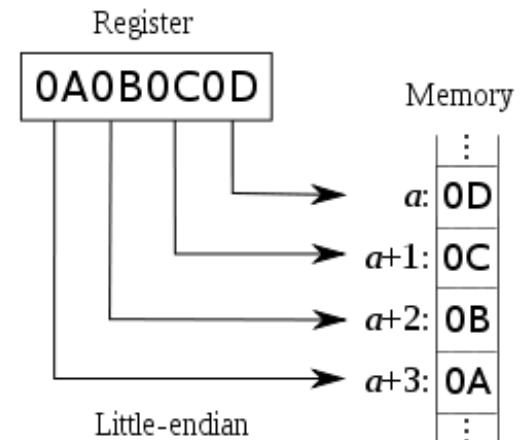 Register
0A0B0C0D
Memory
⋮
a: 0D
a+1: 0C
a+2: 0B
a+3: 0A
⋮
Little-endian